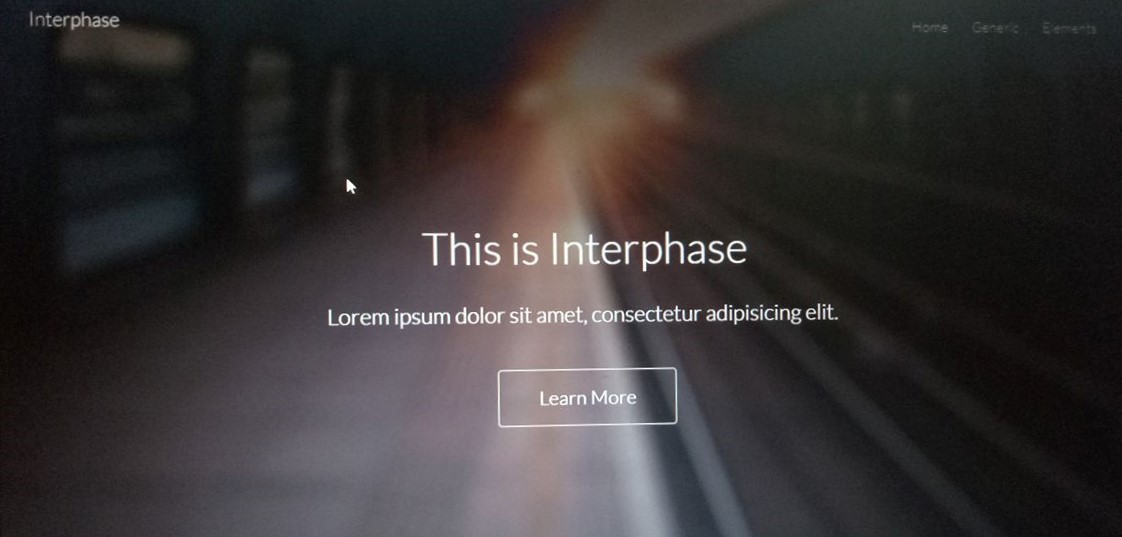 Interphase
Home Generic Elements
This is Interphase
Lorem ipsum dolor sit amet, consectetur adipisicing elit.
Learn More